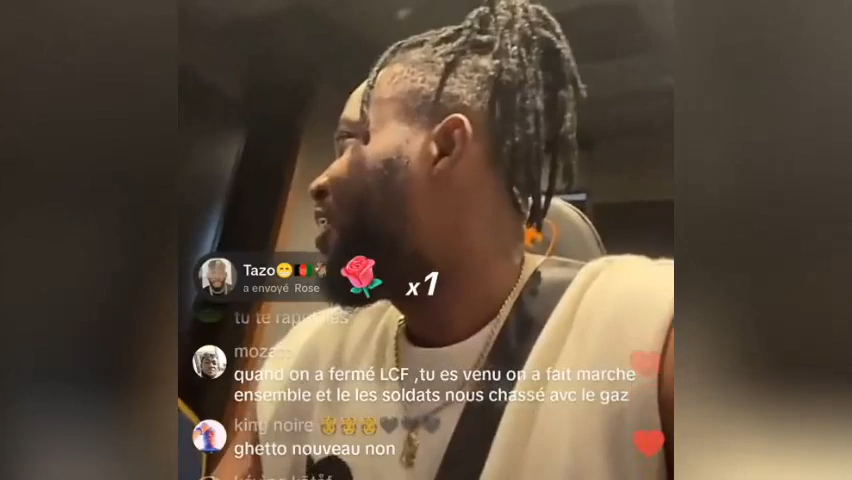 Tazo😁🇦🇫
a envoyé Rose
x1
tu te
moza
quand on a fermé LCF ,tu es venu on a fait marche
ensemble et le les soldats nous chassé avc le gaz
king noire 🖤🖤🖤
ghetto nouveau non